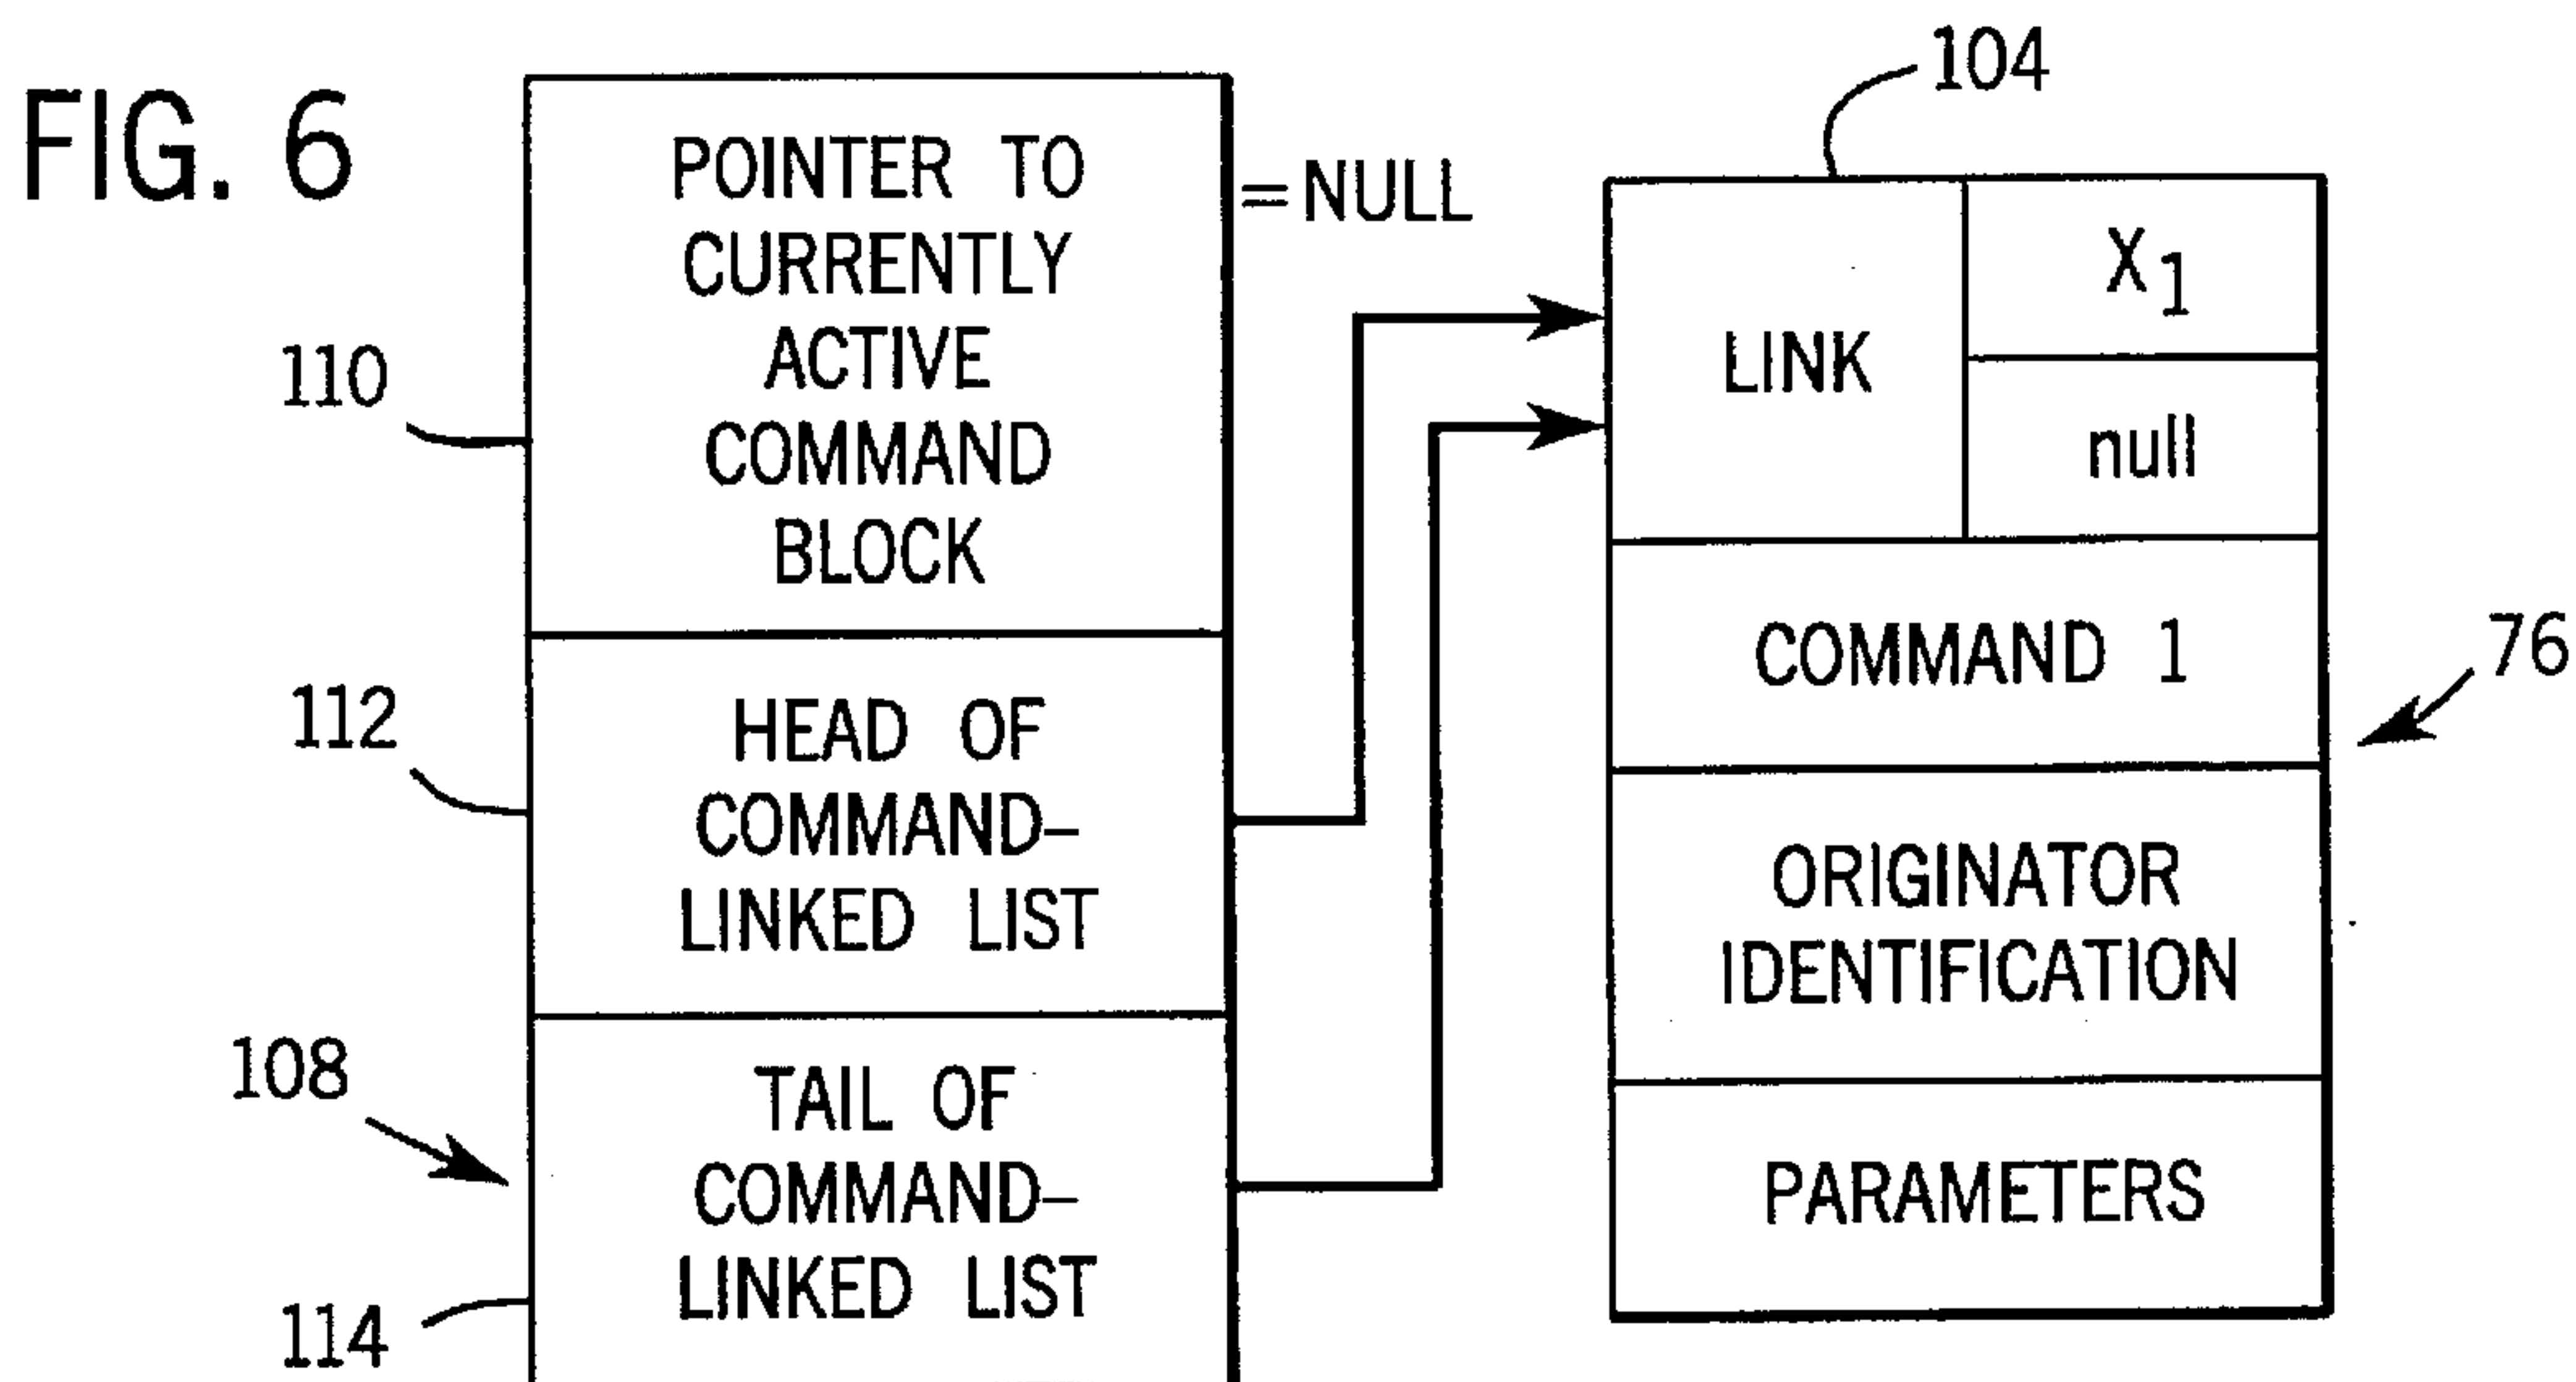 FIG. 6
POINTER TO
CURRENTLY
ACTIVE
COMMAND
BLOCK
=NULL
110
HEAD OF
COMMAND–
LINKED LIST
112
TAIL OF
COMMAND–
LINKED LIST
108
114
104
LINK
X1
null
COMMAND 1
76
ORIGINATOR
IDENTIFICATION
PARAMETERS